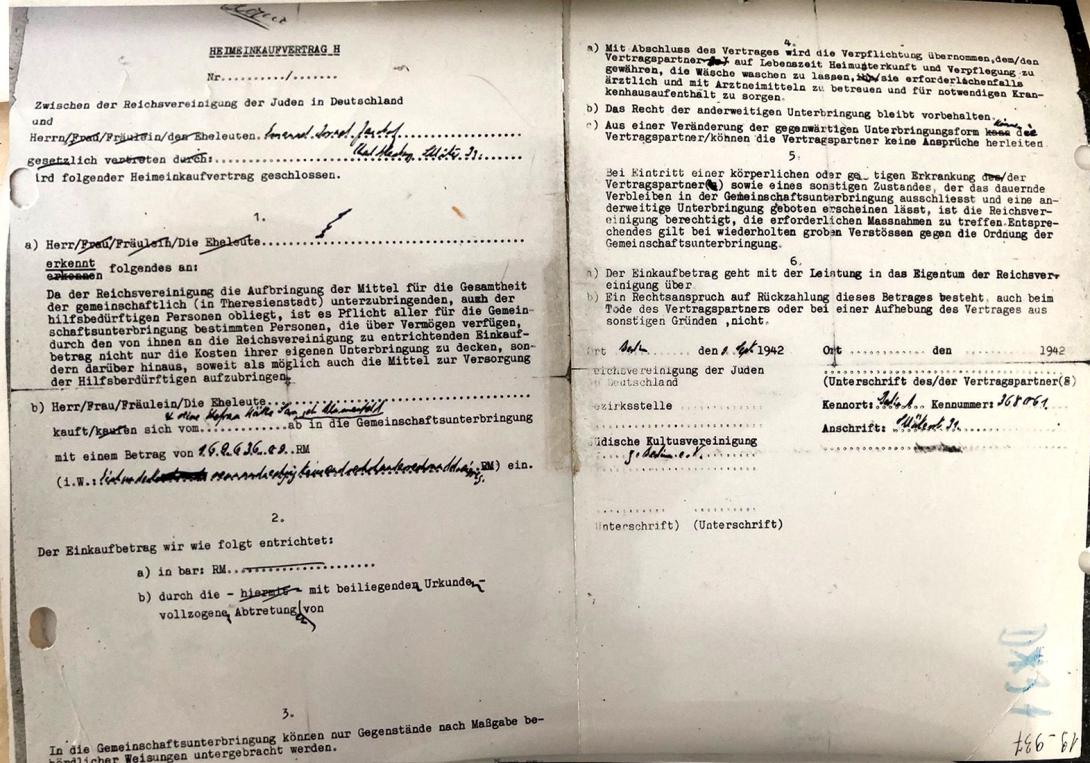 HEIMEINKAUFVERTRAG H
Nr........../.......
Zwischen der Reichsvereinigung der Juden in Deutschland
und
Herrn/Frau/Fräulein/den Eheleuten.
gesetzlich vertreten durch:
ird folgender Heimeinkaufvertrag geschlossen.
1.
a) Herr/Frau/Fräulein/Die Eheleute
erkennt
erkennen folgendes an:
Da der Reichsvereinigung die Aufbringung der Mittel für die Gesamtheit
der gemeinschaftlich (in Theresienstadt) unterzubringenden, auch der
hilfsbedürftigen Personen obliegt, ist es Pflicht aller für die Gemein-
schaftsunterbringung bestimmten Personen, die über Vermögen verfügen,
durch den von ihnen an die Reichsvereinigung zu entrichtenden Einkauf-
betrag nicht nur die Kosten ihrer eigenen Unterbringung zu decken, son-
dern darüber hinaus, soweit als möglich auch die Mittel zur Versorgung
der Hilfsberdürftigen aufzubringen.
b) Herr/Frau/Fräulein/Die Eheleute
kauft/kaufen sich vom ab in die Gemeinschaftsunterbringung
mit einem Betrag von RM
(i.W.: RM) ein.
2.
Der Einkaufbetrag wir wie folgt entrichtet:
a) in bar: RM
b) durch die - hiermit - mit beiliegenden Urkunde
vollzogene Abtretung von
3.
In die Gemeinschaftsunterbringung können nur Gegenstände nach Maßgabe be-
hördlicher Weisungen untergebracht werden.
4.
a) Mit Abschluss des Vertrages wird die Verpflichtung übernommen, dem/den
Vertragspartner auf Lebenszeit Heimunterkunft und Verpflegung zu
gewähren, die Wäsche waschen zu lassen, sie erforderlichenfalls
ärztlich und mit Arzneimitteln zu betreuen und für notwendigen Kran-
kenhausaufenthalt zu sorgen.
b) Das Recht der anderweitigen Unterbringung bleibt vorbehalten.
c) Aus einer Veränderung der gegenwärtigen Unterbringungsform
Vertragspartner/köhnen die Vertragspartner keine Ansprüche herleiten
5.
Bei Eintritt einer körperlichen oder ge tigen Erkrankung des/der
Vertragspartner(s) sowie eines sonstigen Zustandes, der das dauernde
Verbleiben in der Gemeinschaftsunterbringung ausschliesst und eine an-
derweitige Unterbringung geboten erscheinen lässt, ist die Reichsver-
einigung berechtigt, die erforderlichen Massnahmen zu treffen. Entspre-
chendes gilt bei wiederholten groben Verstössen gegen die Ordnung der
Gemeinschaftsunterbringung.
6.
a) Der Einkaufbetrag geht mit der Leistung in das Eigentum der Reichsver-
einigung über
b) Ein Rechtsanspruch auf Rückzahlung dieses Betrages besteht, auch beim
Tode des Vertragspartners oder bei einer Aufhebung des Vertrages aus
sonstigen Gründen, nicht.
Ort Berlin den Sept 1942 Ort den 1942
eichsvereinigung der Juden
Deutschland
(Unterschrift des/der Vertragspartner(s)
ezirksstelle
Kennort: Berlin Kennummer: 368061
Anschrift:
üdische Kultusvereinigung
z. Berlin e.V.
Unterschrift) (Unterschrift)
19-937